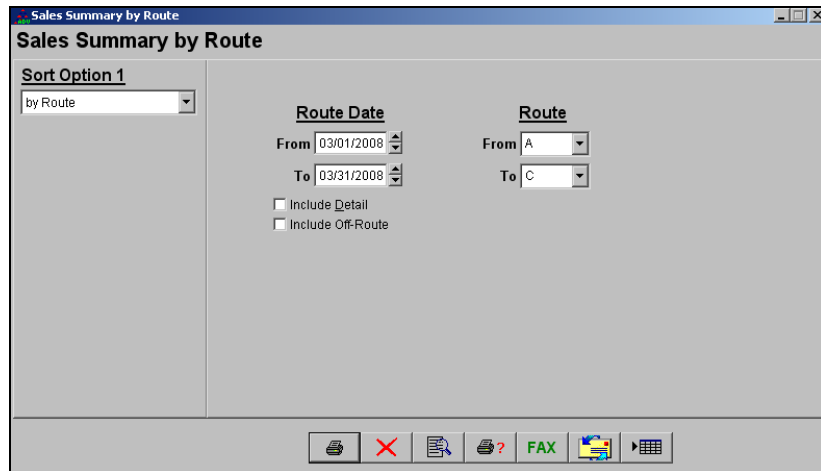 Sales Summary by Route
Sales Summary by Route
Sort Option 1
by Route
Route Date
From 03/01/2008
To 03/31/2008
Include Detail
Include Off-Route
Route
From A
To C
? FAX